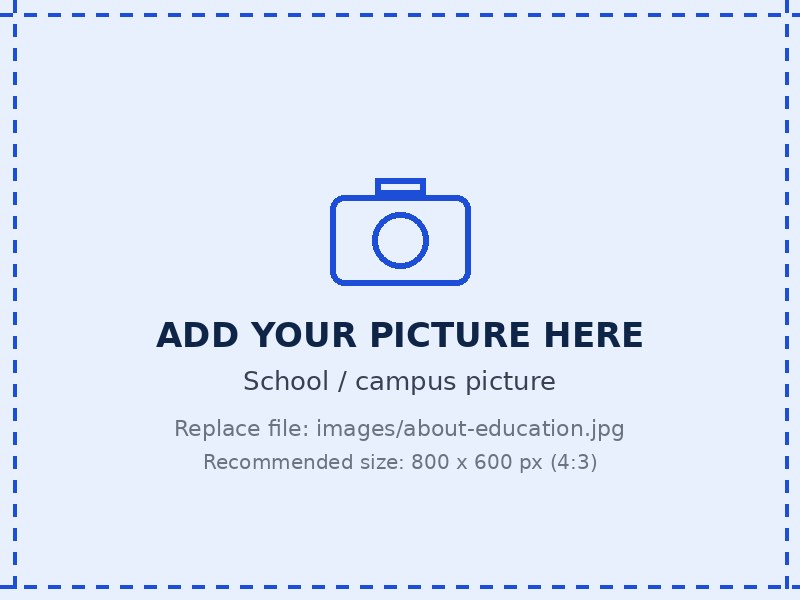 ADD YOUR PICTURE HERE
School / campus picture
Replace file: images/about-education.jpg
Recommended size: 800 x 600 px (4:3)